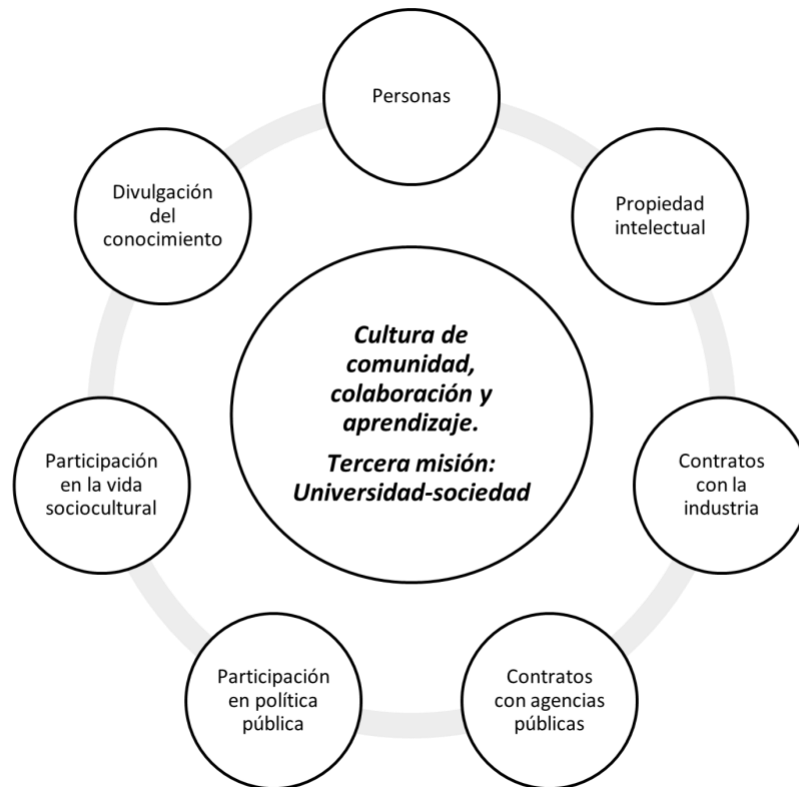 Personas
Propiedad
intelectual
Contratos
con la
industria
Contratos
con agencias
públicas
Participación
en política
pública
Participación
en la vida
sociocultural
Divulgación
del
conocimiento
Cultura de
comunidad,
colaboración y
aprendizaje.
Tercera misión:
Universidad-sociedad